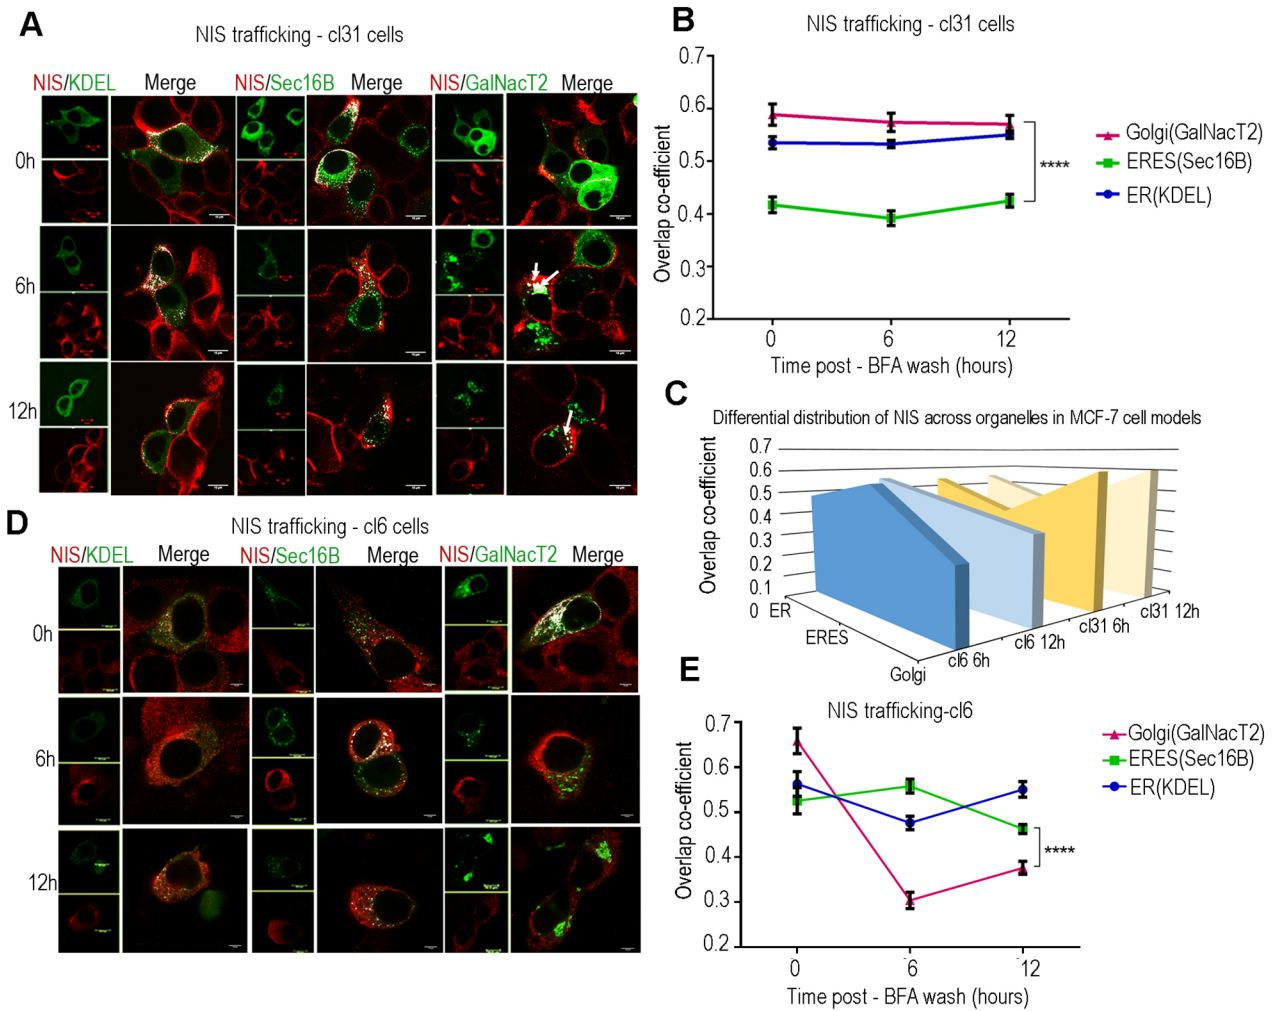 A
NIS trafficking - cl31 cells
NIS/KDEL Merge NIS/Sec16B Merge NIS/GalNacT2 Merge
0h
6h
12h
B
NIS trafficking - cl31 cells
0.7
0.6
0.5
0.4
0.3
0.2
Overlap co-efficient
0 6 12
Time post - BFA wash (hours)
Golgi(GalNacT2)
ERES(Sec16B)
ER(KDEL)
****
C
Differential distribution of NIS across organelles in MCF-7 cell models
Overlap co-efficient
0.7
0.6
0.5
0.4
0.3
0.2
0.1
0
ER
ERES
Golgi
cl6 6h
cl6 12h
cl31 6h
cl31 12h
D
NIS trafficking - cl6 cells
NIS/KDEL Merge NIS/Sec16B Merge NIS/GalNacT2 Merge
0h
6h
12h
E
NIS trafficking-cl6
0.7
0.6
0.5
0.4
0.3
0.2
Overlap co-efficient
0 6 12
Time post - BFA wash (hours)
Golgi(GalNacT2)
ERES(Sec16B)
ER(KDEL)
****